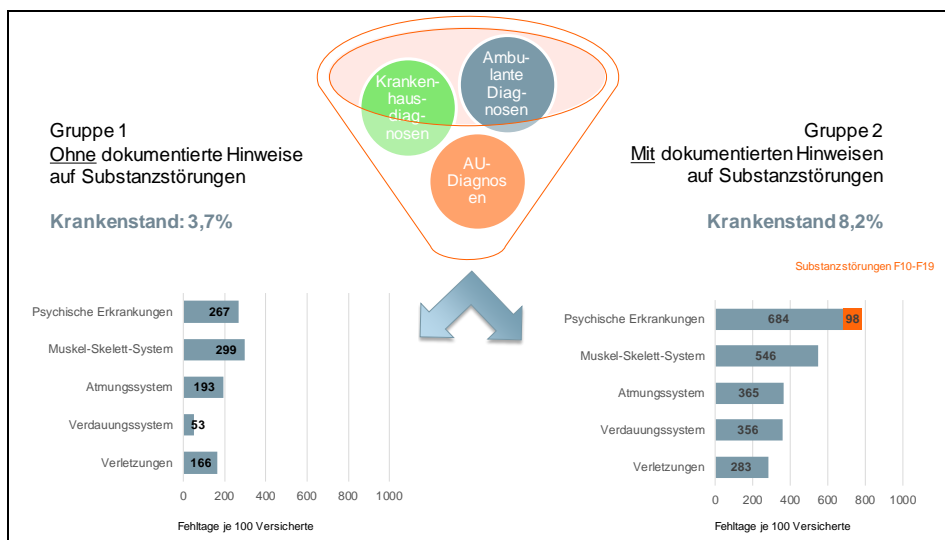 Kranken-
haus-
diag-
nosen
Ambu-
lante
Diag-
nosen
AU-
Diagnos
en
Gruppe 1
Ohne dokumentierte Hinweise
auf Substanzstörungen
Krankenstand: 3,7%
Gruppe 2
Mit dokumentierten Hinweisen
auf Substanzstörungen
Krankenstand 8,2%
Substanzstörungen F10-F19
Psychische Erkrankungen 267
Muskel-Skelett-System 299
Atmungssystem 193
Verdauungssystem 53
Verletzungen 166
0 200 400 600 800 1000
Fehltage je 100 Versicherte
Psychische Erkrankungen 684 98
Muskel-Skelett-System 546
Atmungssystem 365
Verdauungssystem 356
Verletzungen 283
0 200 400 600 800 1000
Fehltage je 100 Versicherte